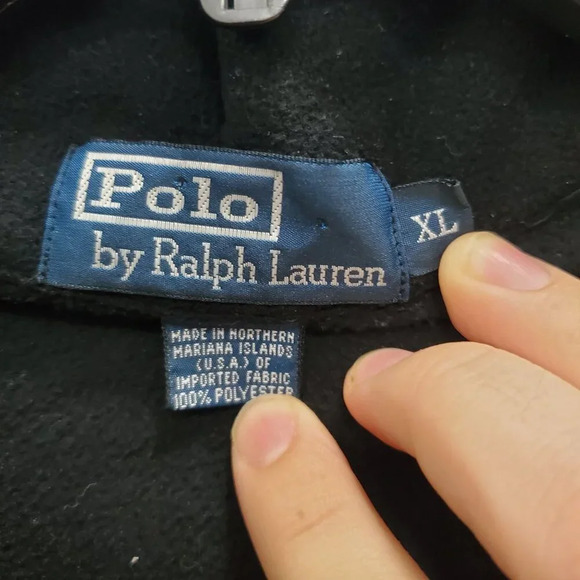 Polo
by Ralph Lauren
XL
MADE IN NORTHERN
MARIANA ISLANDS
(U.S.A.) OF
IMPORTED FABRIC
100% POLYESTER